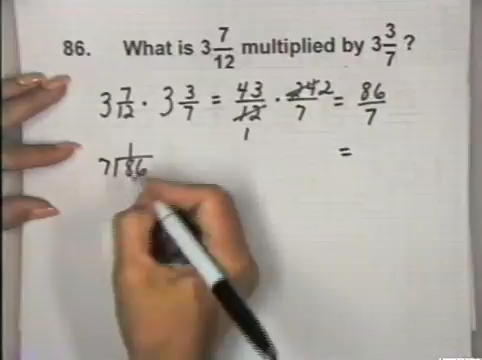 86. What is 3 7/12 multiplied by 3 3/7 ?
3 7/12 · 3 3/7 = 43/12 · 24 2/7 = 86/7
1
1 =
7 86